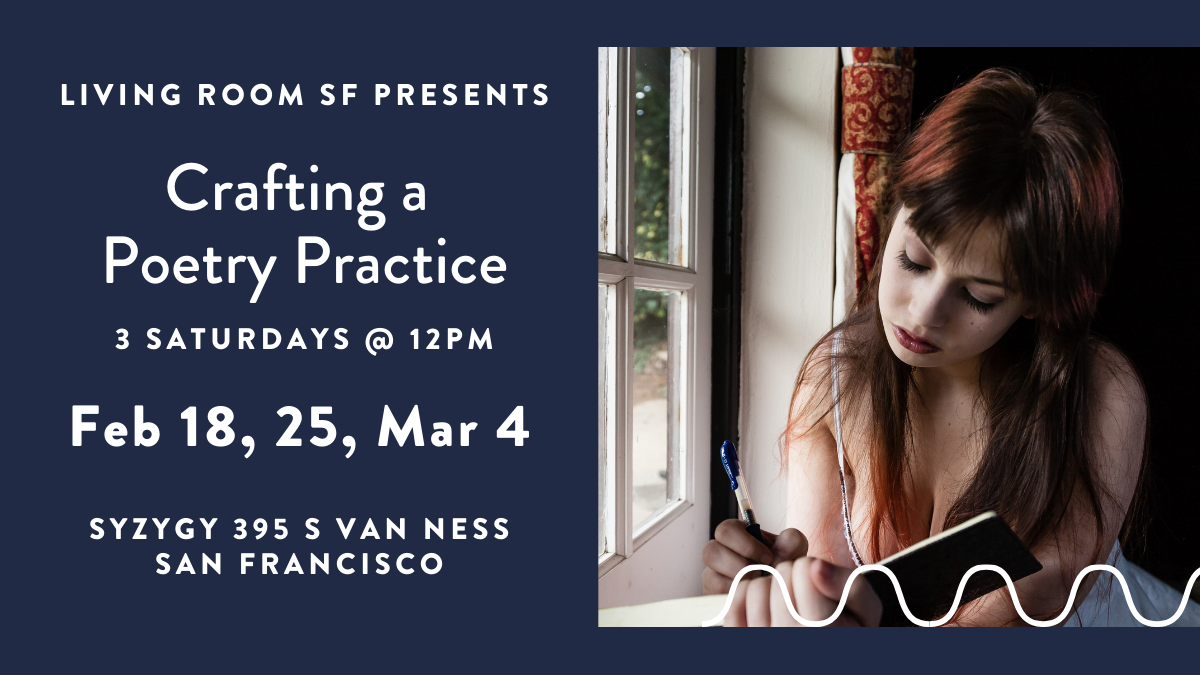 LIVING ROOM SF PRESENTS
Crafting a
Poetry Practice
3 SATURDAYS @ 12PM
Feb 18, 25, Mar 4
SYZYGY 395 S VAN NESS
SAN FRANCISCO